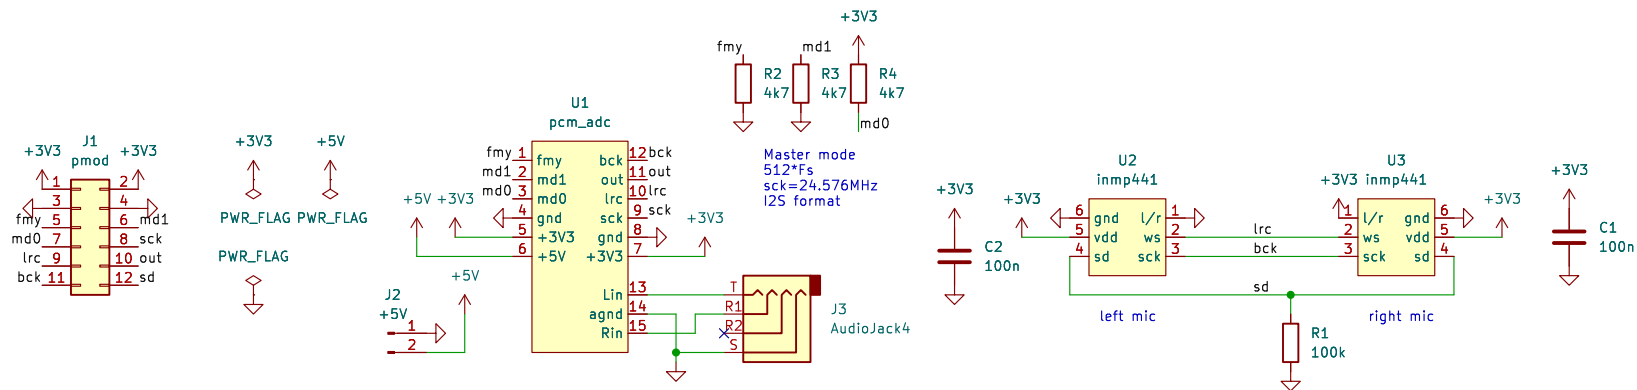 J1
pmod
+3V3
+3V3
1
2
3
4
fmy
5
6
md1
md0
7
8
sck
lrc
9
10
out
bck
11
12
sd
+3V3
+5V
PWR_FLAG
PWR_FLAG
PWR_FLAG
J2
+5V
1
2
+5V
+5V
+3V3
U1
pcm_adc
fmy
1
fmy
md1
2
md1
md0
3
md0
4
gnd
5
+3V3
6
+5V
bck
12
bck
out
11
out
lrc
10
lrc
sck
9
sck
gnd
8
+3V3
7
+3V3
Lin
13
agnd
14
Rin
15
T
R1
R2
S
J3
AudioJack4
fmy
R2
4k7
md1
R3
4k7
+3V3
R4
4k7
md0
Master mode
512*Fs
sck=24.576MHz
I2S format
+3V3
C2
100n
+3V3
U2
inmp441
6
gnd
5
vdd
4
sd
l/r
1
ws
2
sck
3
lrc
bck
sd
left mic
U3
inmp441
+3V3
1
l/r
2
ws
3
sck
gnd
6
vdd
5
sd
4
+3V3
right mic
R1
100k
+3V3
C1
100n